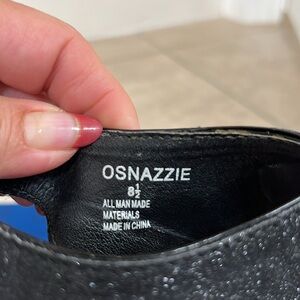 OSNAZZIE
8½
ALL MAN MADE
MATERIALS
MADE IN CHINA